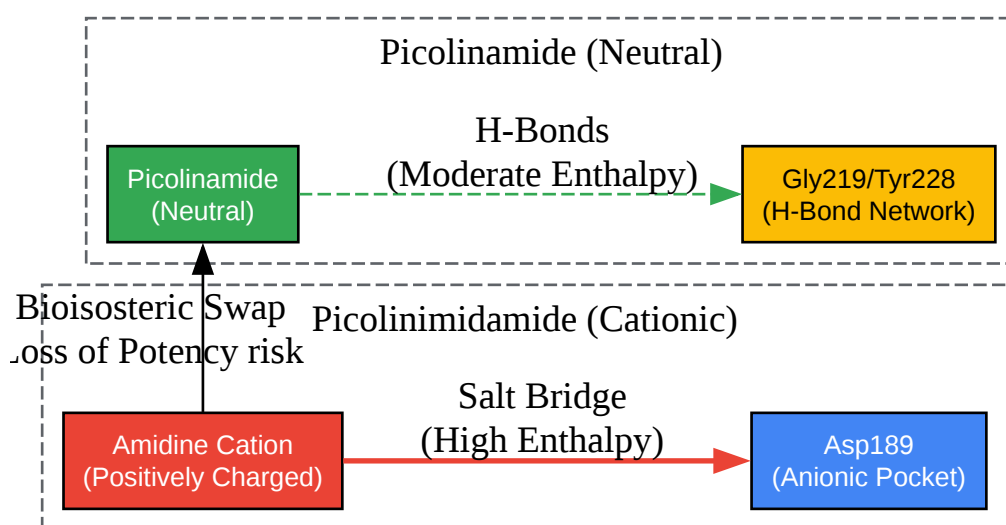 Picolinamide (Neutral)
H-Bonds
(Moderate Enthalpy)
Picolinamide
(Neutral)
Gly219/Tyr228
(H-Bond Network)
Bioisosteric Swap
Loss of Potency risk
Picolinimidamide (Cationic)
Salt Bridge
(High Enthalpy)
Amidine Cation
(Positively Charged)
Asp189
(Anionic Pocket)